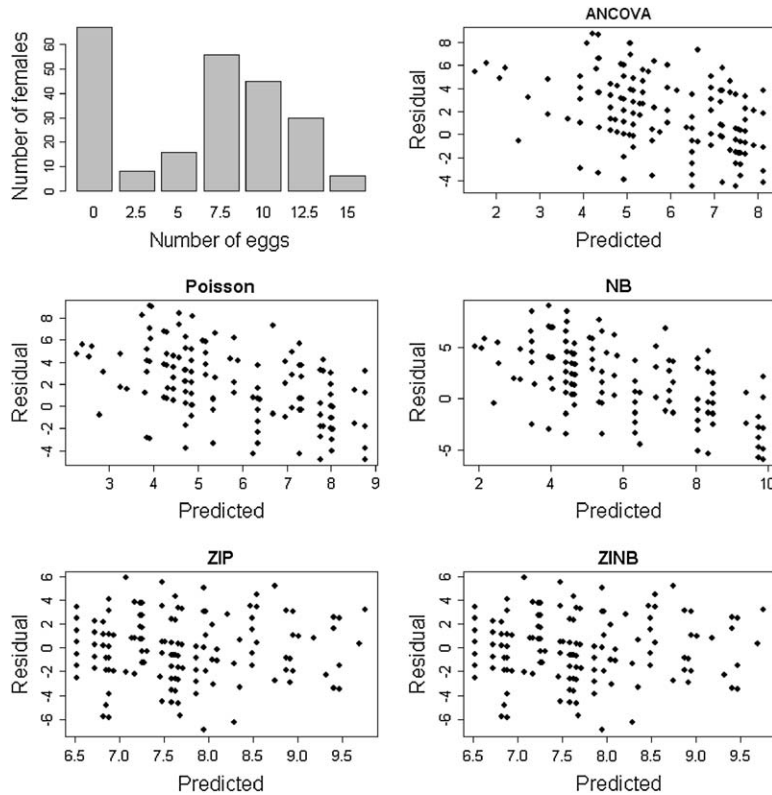 Number of females
0 10 20 30 40 50 60
0 2.5 5 7.5 10 12.5 15
Number of eggs
ANCOVA
Residual
-4 -2 0 2 4 6 8
2 3 4 5 6 7 8
Predicted
Poisson
Residual
-4 -2 0 2 4 6 8
3 4 5 6 7 8 9
Predicted
NB
Residual
-5 0 5
2 4 6 8 10
Predicted
ZIP
Residual
-6 -4 -2 0 2 4 6
6.5 7.0 7.5 8.0 8.5 9.0 9.5
Predicted
ZINB
Residual
-6 -4 -2 0 2 4 6
6.5 7.0 7.5 8.0 8.5 9.0 9.5
Predicted